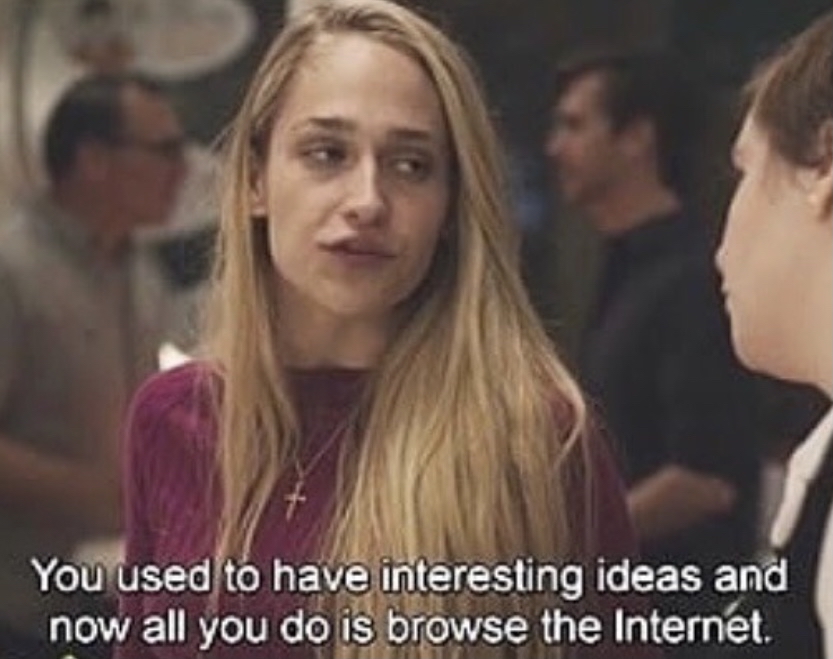 You used to have interesting ideas and
now all you do is browse the Internet.